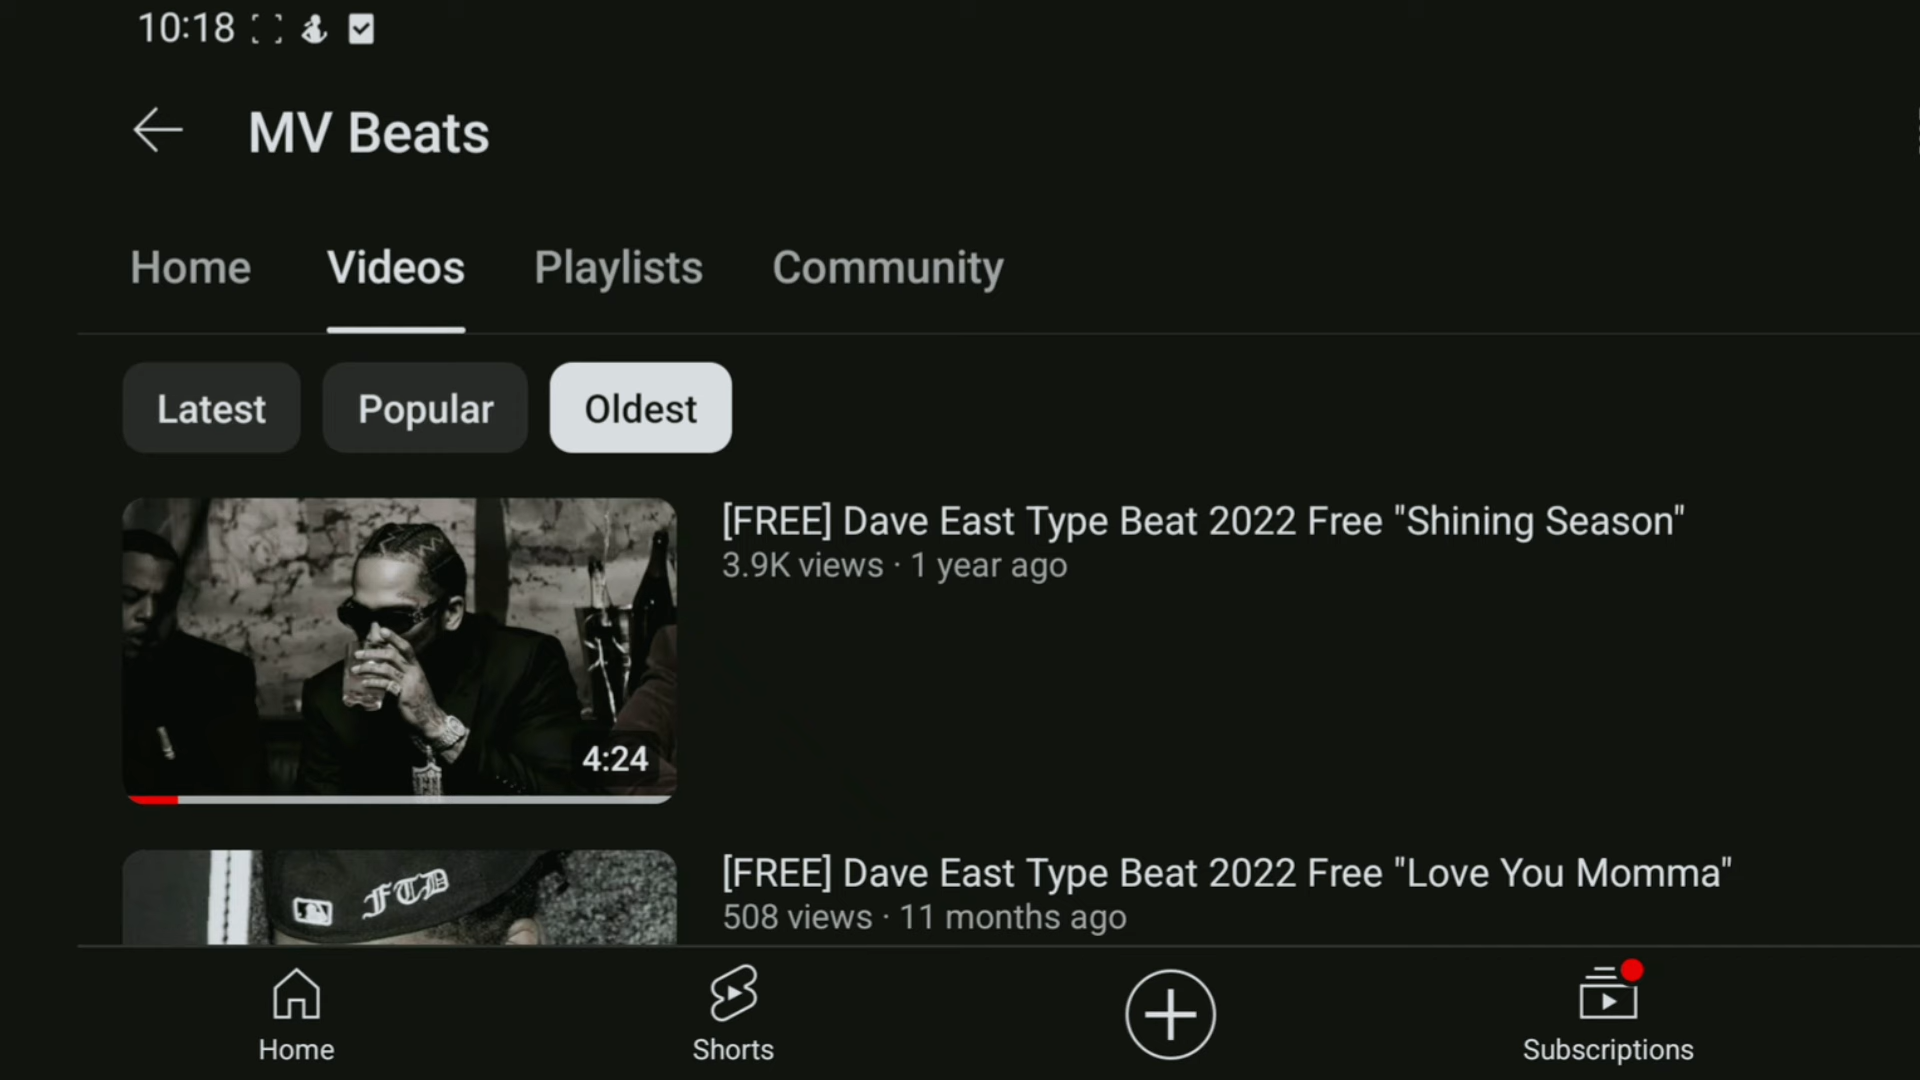 10:18
MV Beats
Home Videos Playlists Community
Latest Popular Oldest
[FREE] Dave East Type Beat 2022 Free "Shining Season"
3.9K views · 1 year ago
4:24
[FREE] Dave East Type Beat 2022 Free "Love You Momma"
508 views · 11 months ago
FTD
Home Shorts Subscriptions